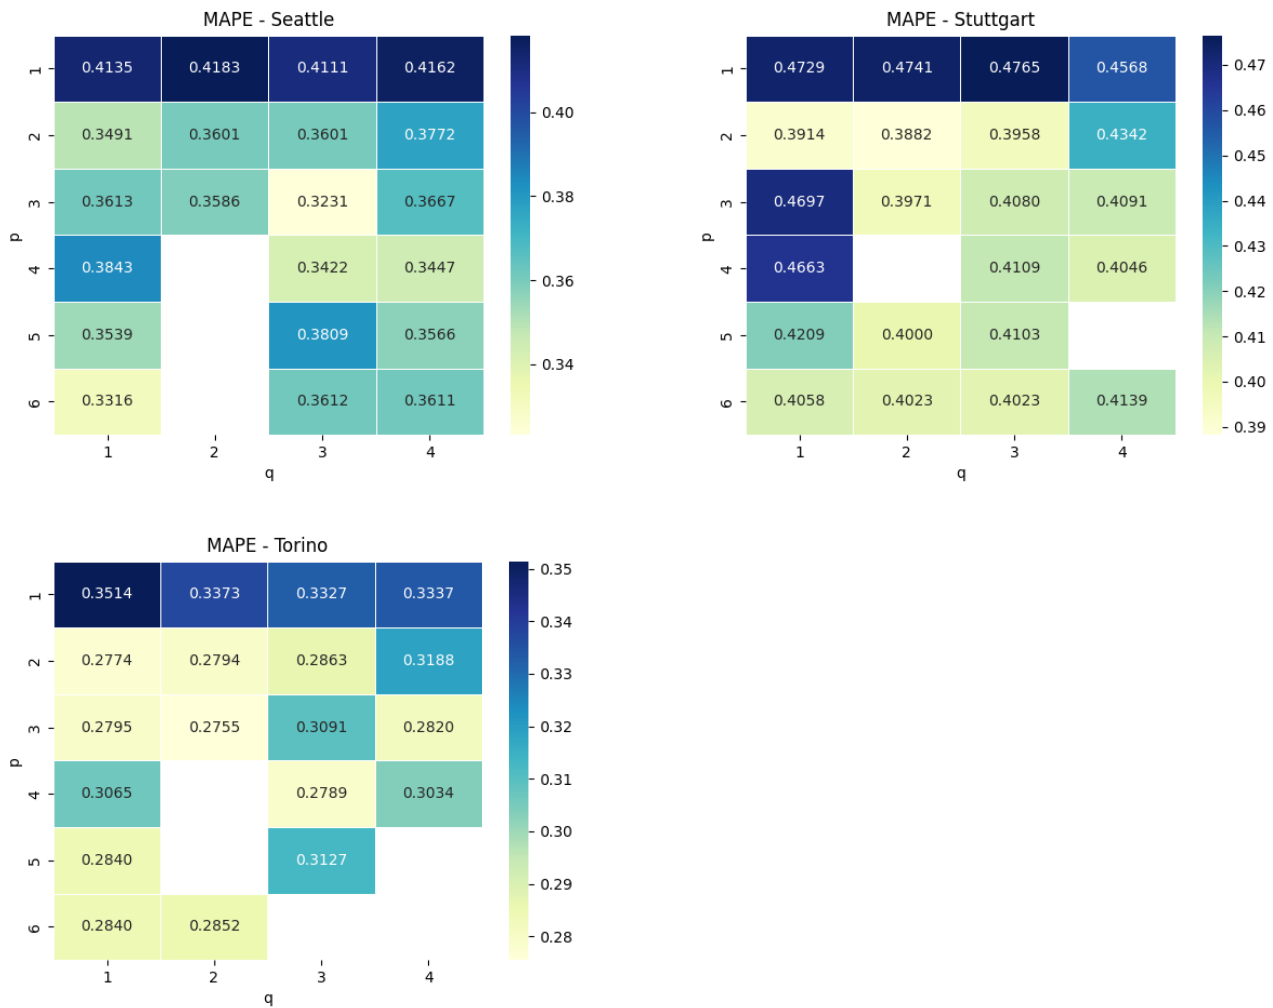 MAPE - Seattle
1 0.4135 0.4183 0.4111 0.4162
2 0.3491 0.3601 0.3601 0.3772
3 0.3613 0.3586 0.3231 0.3667
4 0.3843 0.3422 0.3447
5 0.3539 0.3809 0.3566
6 0.3316 0.3612 0.3611
p
1 2 3 4
q
0.40
0.38
0.36
0.34
MAPE - Stuttgart
1 0.4729 0.4741 0.4765 0.4568
2 0.3914 0.3882 0.3958 0.4342
3 0.4697 0.3971 0.4080 0.4091
4 0.4663 0.4109 0.4046
5 0.4209 0.4000 0.4103
6 0.4058 0.4023 0.4023 0.4139
p
1 2 3 4
q
0.47
0.46
0.45
0.44
0.43
0.42
0.41
0.40
0.39
MAPE - Torino
1 0.3514 0.3373 0.3327 0.3337
2 0.2774 0.2794 0.2863 0.3188
3 0.2795 0.2755 0.3091 0.2820
4 0.3065 0.2789 0.3034
5 0.2840 0.3127
6 0.2840 0.2852
p
1 2 3 4
q
0.35
0.34
0.33
0.32
0.31
0.30
0.29
0.28